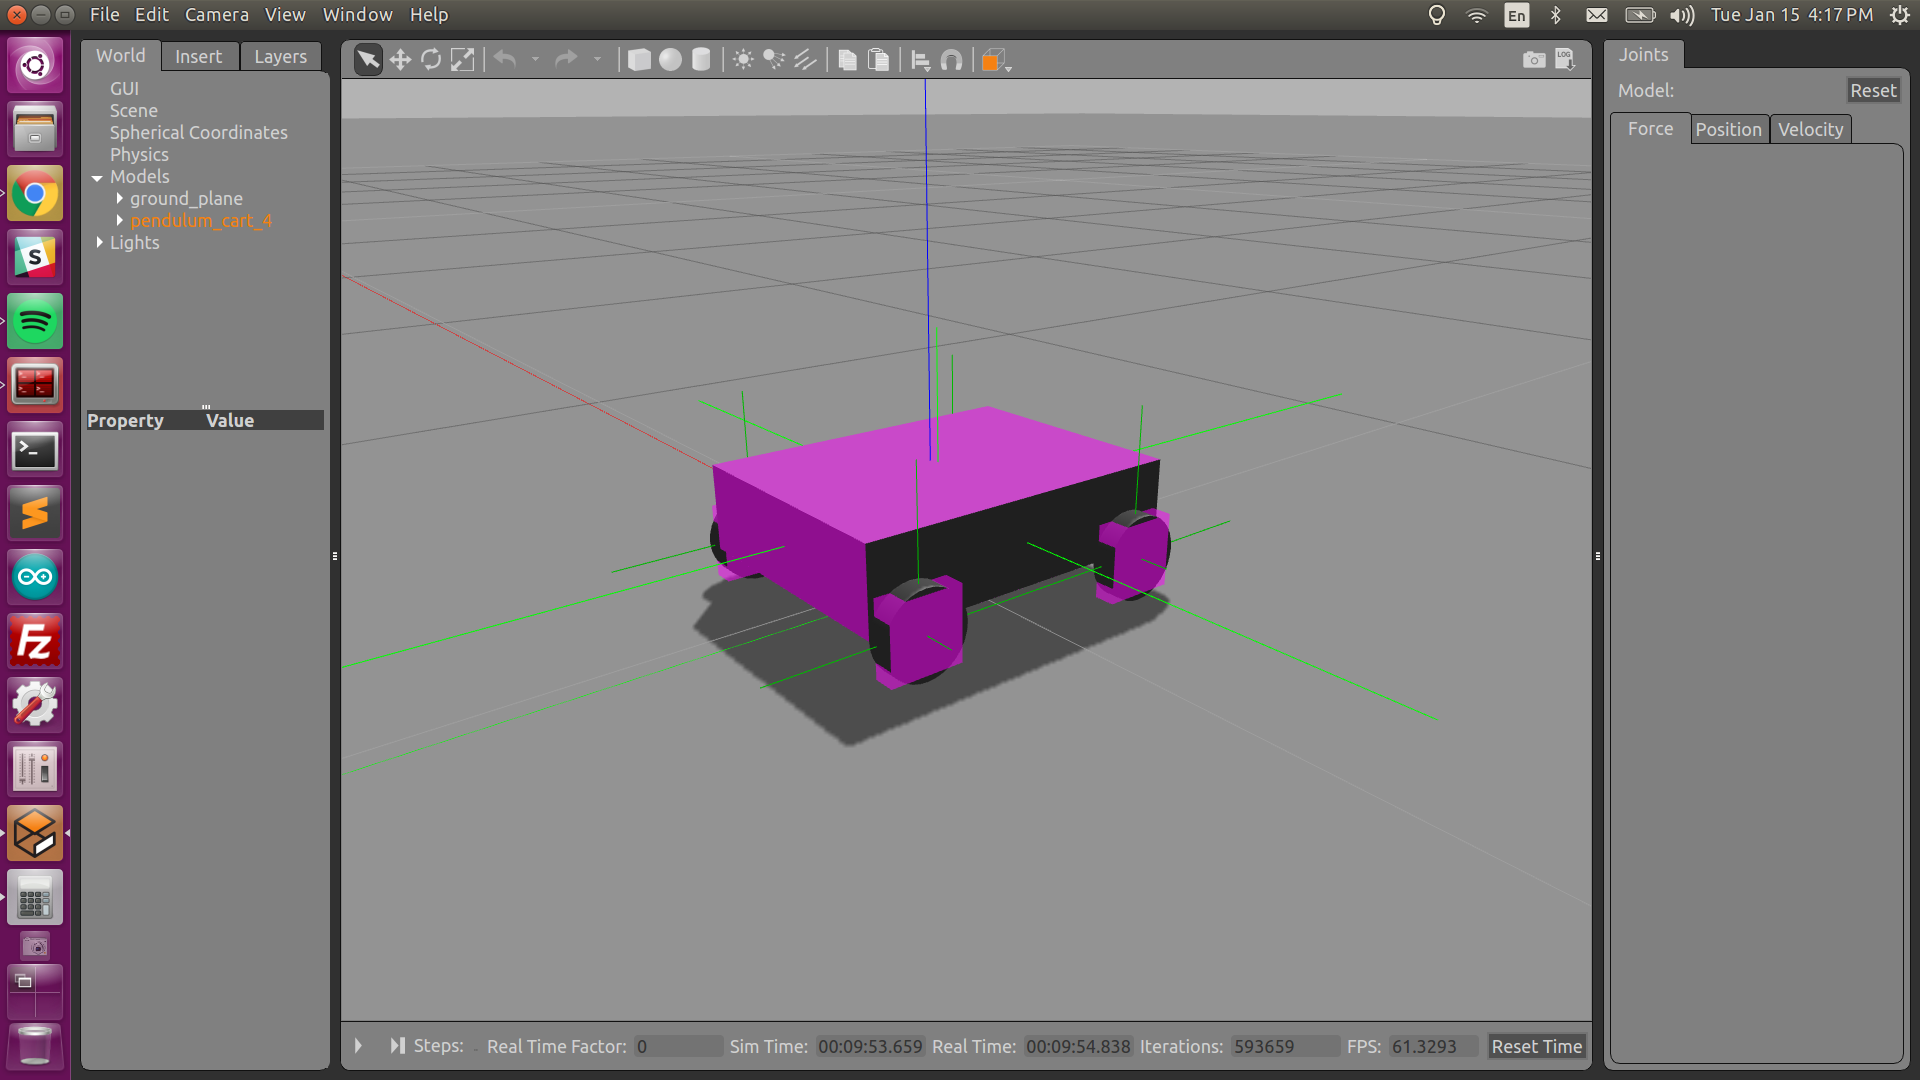 File Edit Camera View Window Help
En
Tue Jan 15 4:17 PM
World Insert Layers
GUI
Scene
Spherical Coordinates
Physics
Models
ground_plane
pendulum_cart_4
Lights
Property Value
LOG
Joints
Model: Reset
Force Position Velocity
S
Fz
>_
Steps: Real Time Factor: 0 Sim Time: 00:09:53.659 Real Time: 00:09:54.838 Iterations: 593659 FPS: 61.3293 Reset Time